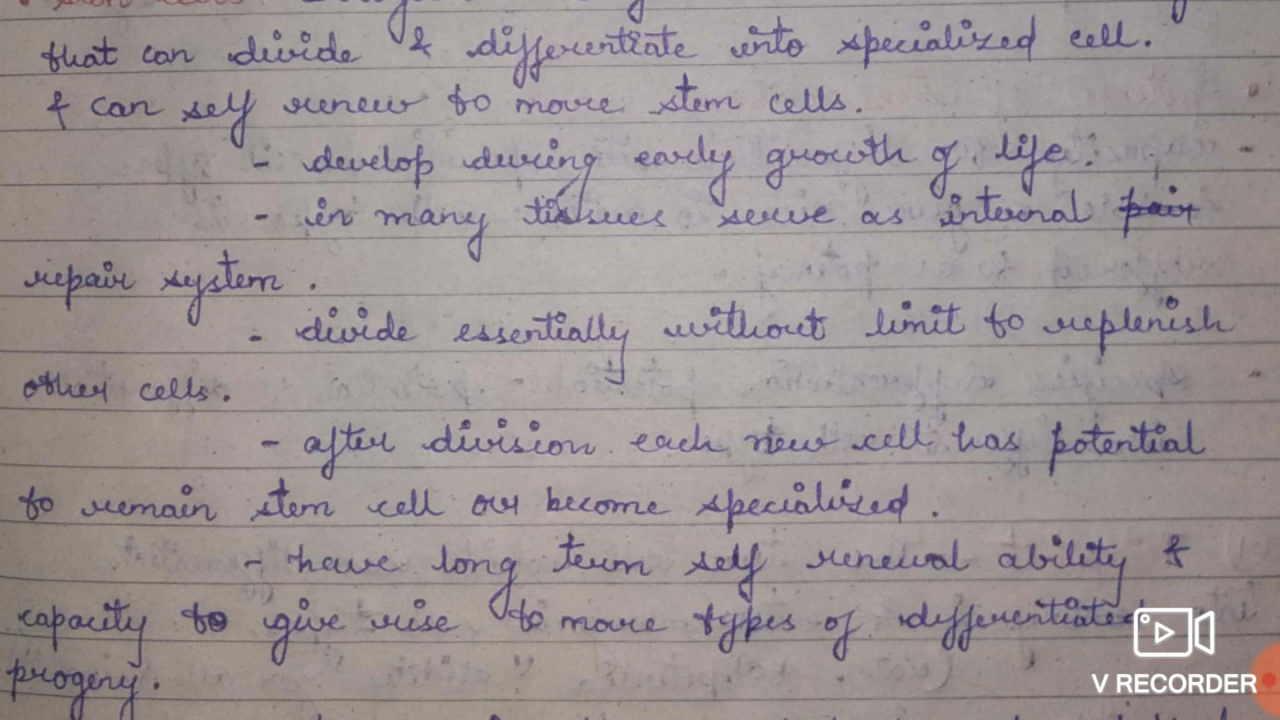 that can divide & differentiate into specialized cell.
& can self renew to more stem cells.
- develop during early growth of life.
- in many tissues serve as internal pair
repair system.
- divide essentially without limit to replenish
other cells.
- after division each new cell has potential
to remain stem cell or become specialized.
- have long term self renewal ability &
capacity to give rise to more types of differentiated
progeny.
V RECORDER